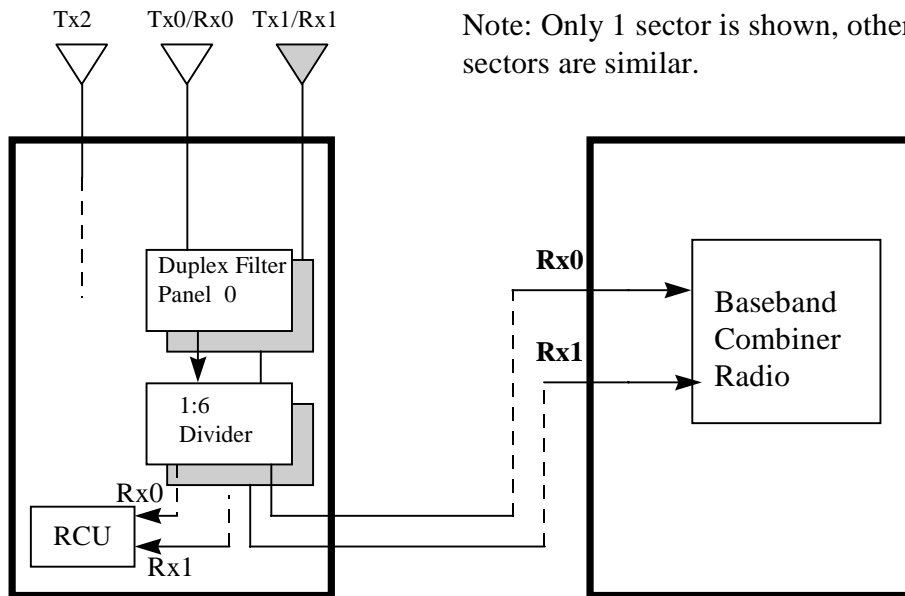 Tx2
Tx0/Rx0
Tx1/Rx1
Note: Only 1 sector is shown, other
sectors are similar.
Duplex Filter
Panel 0
Rx0
Baseband
Combiner
Radio
Rx1
1:6
Divider
Rx0
RCU
Rx1